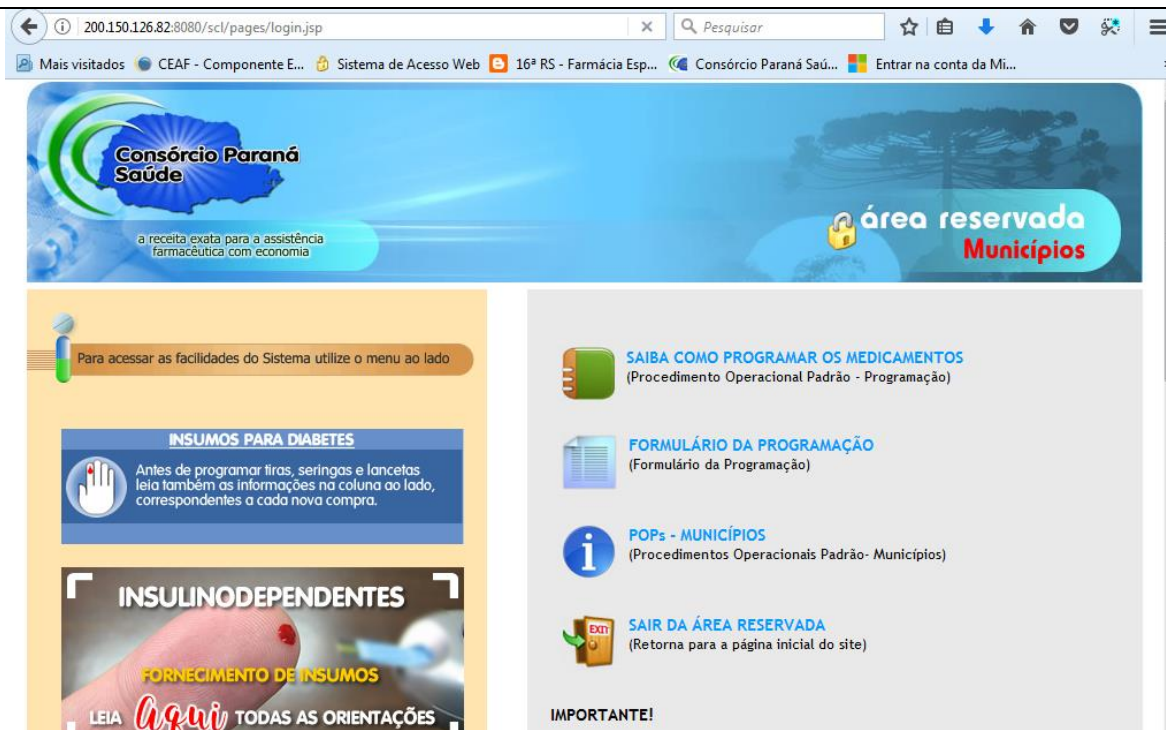 200.150.126.82:8080/scl/pages/login.jsp
Pesquisar
Mais visitados CEAF - Componente E... Sistema de Acesso Web 16ª RS - Farmácia Esp... Consórcio Paraná Saú... Entrar na conta da Mi...
Consórcio Paraná
Saúde
a receita exata para a assistência
farmacêutica com economia
área reservada
Municípios
Para acessar as facilidades do Sistema utilize o menu ao lado
INSUMOS PARA DIABETES
Antes de programar tiras, seringas e lancetas
leia também as informações na coluna ao lado,
correspondentes a cada nova compra.
INSULINODEPENDENTES
FORNECIMENTO DE INSUMOS
LEIA aqui TODAS AS ORIENTAÇÕES
SAIBA COMO PROGRAMAR OS MEDICAMENTOS
(Procedimento Operacional Padrão - Programação)
FORMULÁRIO DA PROGRAMAÇÃO
(Formulário da Programação)
POPs - MUNICÍPIOS
(Procedimentos Operacionais Padrão- Municípios)
EXIT
SAIR DA ÁREA RESERVADA
(Retorna para a página inicial do site)
IMPORTANTE!